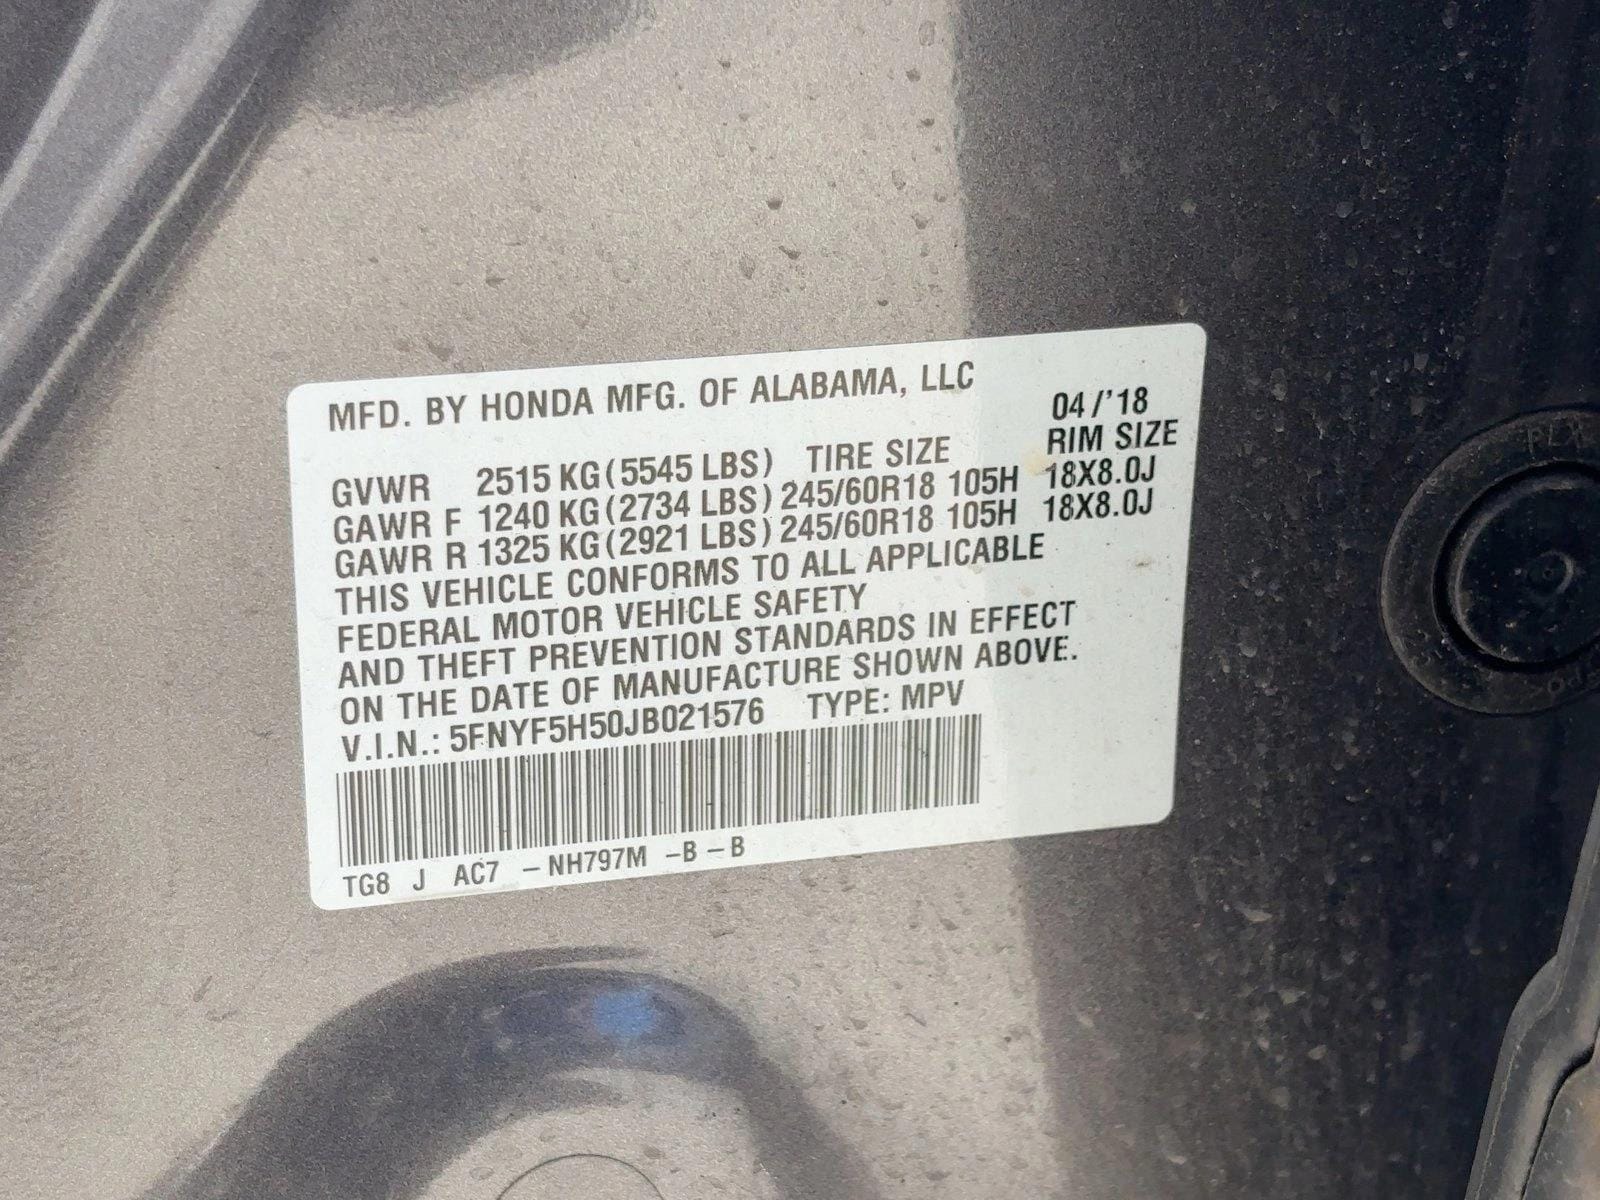 MFD. BY HONDA MFG. OF ALABAMA, LLC 04/'18
GVWR 2515 KG (5545 LBS) TIRE SIZE RIM SIZE
GAWR F 1240 KG (2734 LBS) 245/60R18 105H 18X8.0J
GAWR R 1325 KG (2921 LBS) 245/60R18 105H 18X8.0J
THIS VEHICLE CONFORMS TO ALL APPLICABLE
FEDERAL MOTOR VEHICLE SAFETY
AND THEFT PREVENTION STANDARDS IN EFFECT
ON THE DATE OF MANUFACTURE SHOWN ABOVE.
V.I.N.: 5FNYF5H50JB021576 TYPE: MPV
TG8 J AC7 -NH797M -B -B